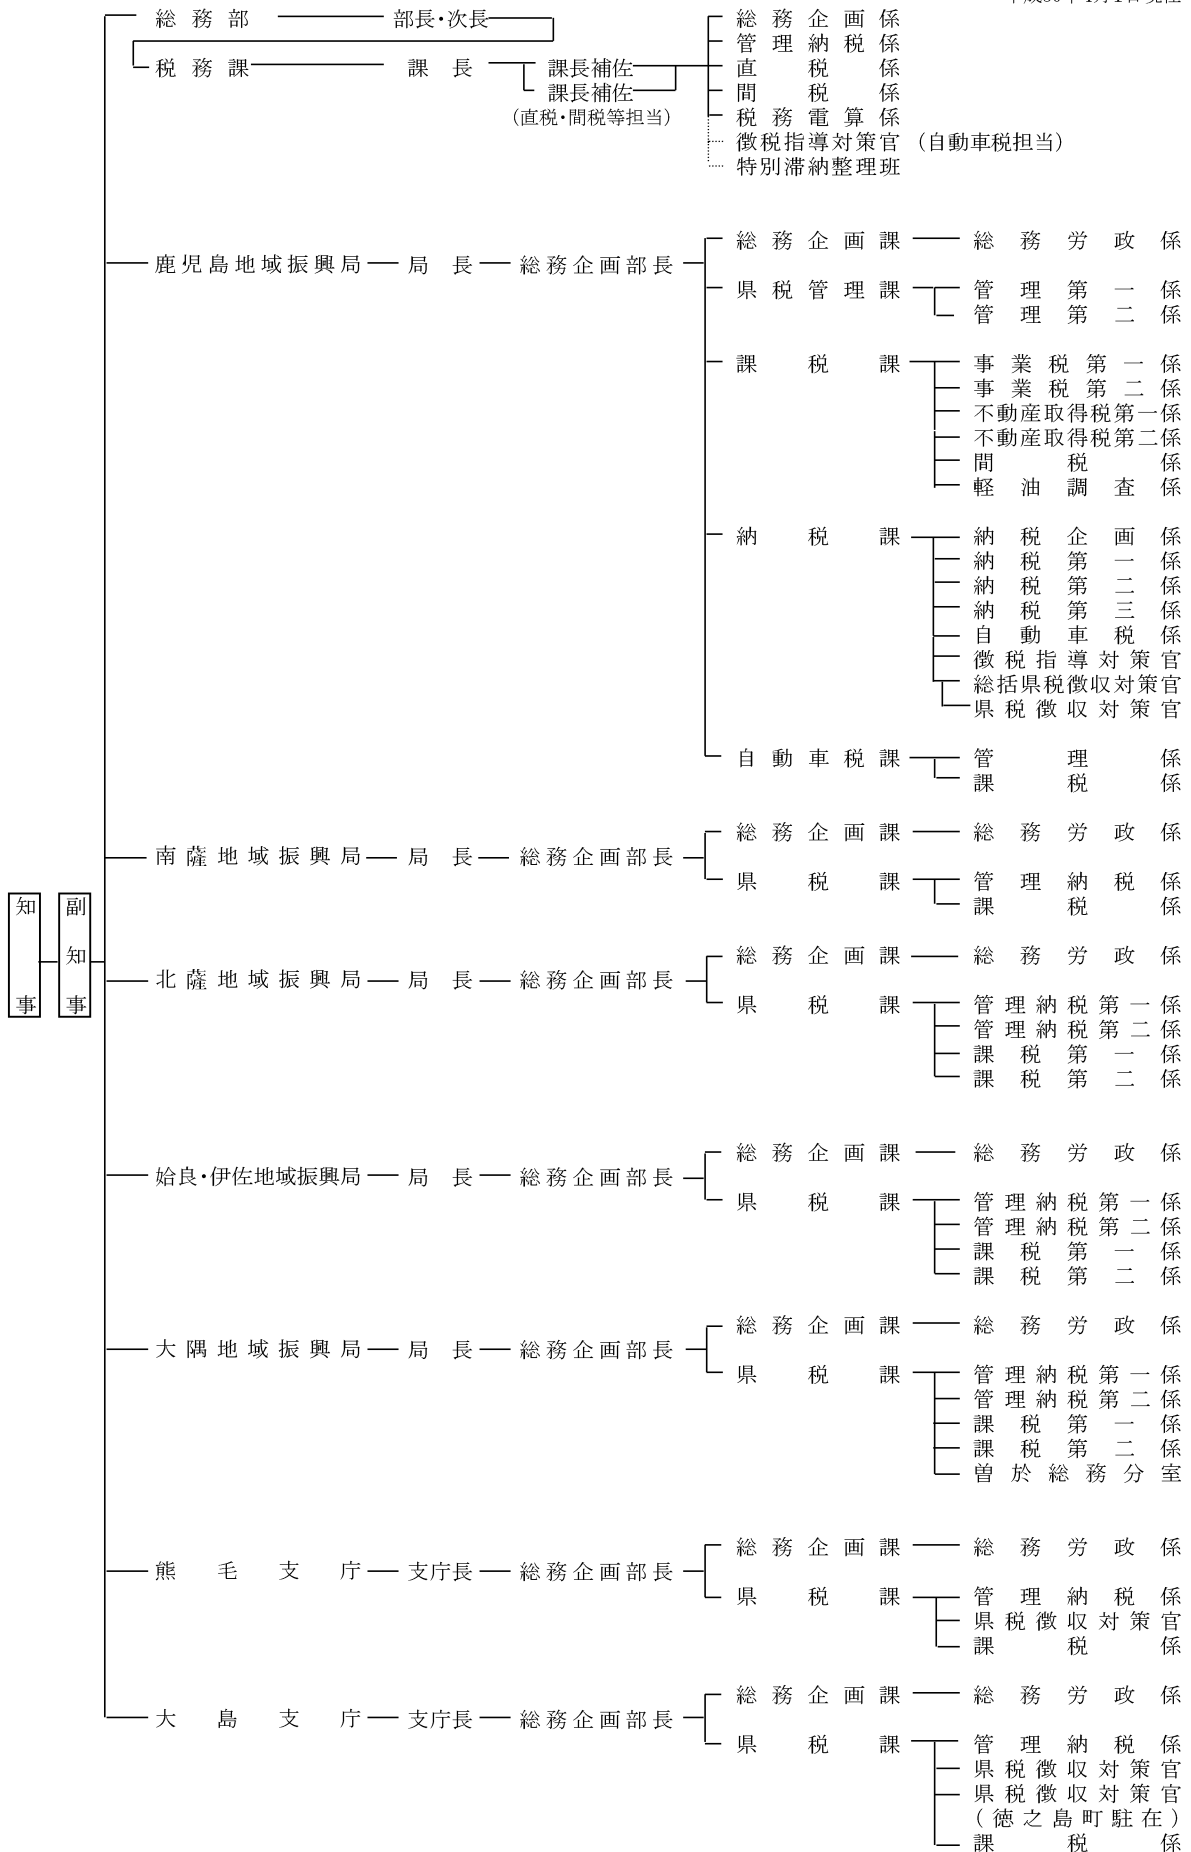 総務部 部長・次長 総務企画係
管理納税係
税務課 課長 課長補佐 直税係
課長補佐 間税係
(直税・間税等担当) 税務電算係
徴税指導対策官 (自動車税担当)
特別滞納整理班
総務企画課 総務労政係
鹿児島地域振興局 局長 総務企画部長
県税管理課 管理第一係
管理第二係
課税課 事業税第一係
事業税第二係
不動産取得税第一係
不動産取得税第二係
間税係
軽油調査係
納税課 納税企画係
納税第一係
納税第二係
納税第三係
自動車税係
徴税指導対策官
総括県税徴収対策官
県税徴収対策官
自動車税課 管理係
課税係
総務企画課 総務労政係
南薩地域振興局 局長 総務企画部長
県税課 管理納税係
課税係
知事
副知事
総務企画課 総務労政係
北薩地域振興局 局長 総務企画部長
県税課 管理納税第一係
管理納税第二係
課税第一係
課税第二係
総務企画課 総務労政係
姶良・伊佐地域振興局 局長 総務企画部長
県税課 管理納税第一係
管理納税第二係
課税第一係
課税第二係
総務企画課 総務労政係
大隅地域振興局 局長 総務企画部長
県税課 管理納税第一係
管理納税第二係
課税第一係
課税第二係
曽於総務分室
総務企画課 総務労政係
熊毛支庁 支庁長 総務企画部長
県税課 管理納税係
県税徴収対策官
課税係
総務企画課 総務労政係
大島支庁 支庁長 総務企画部長
県税課 管理納税係
県税徴収対策官
県税徴収対策官
(徳之島町駐在)
課税係